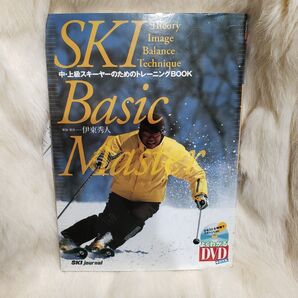 SKI
Theory
Image
Balance
Technique
中・上級スキーヤーのためのトレーニングBOOK
Basic
伊東秀人
Master
DVD
SKI journal